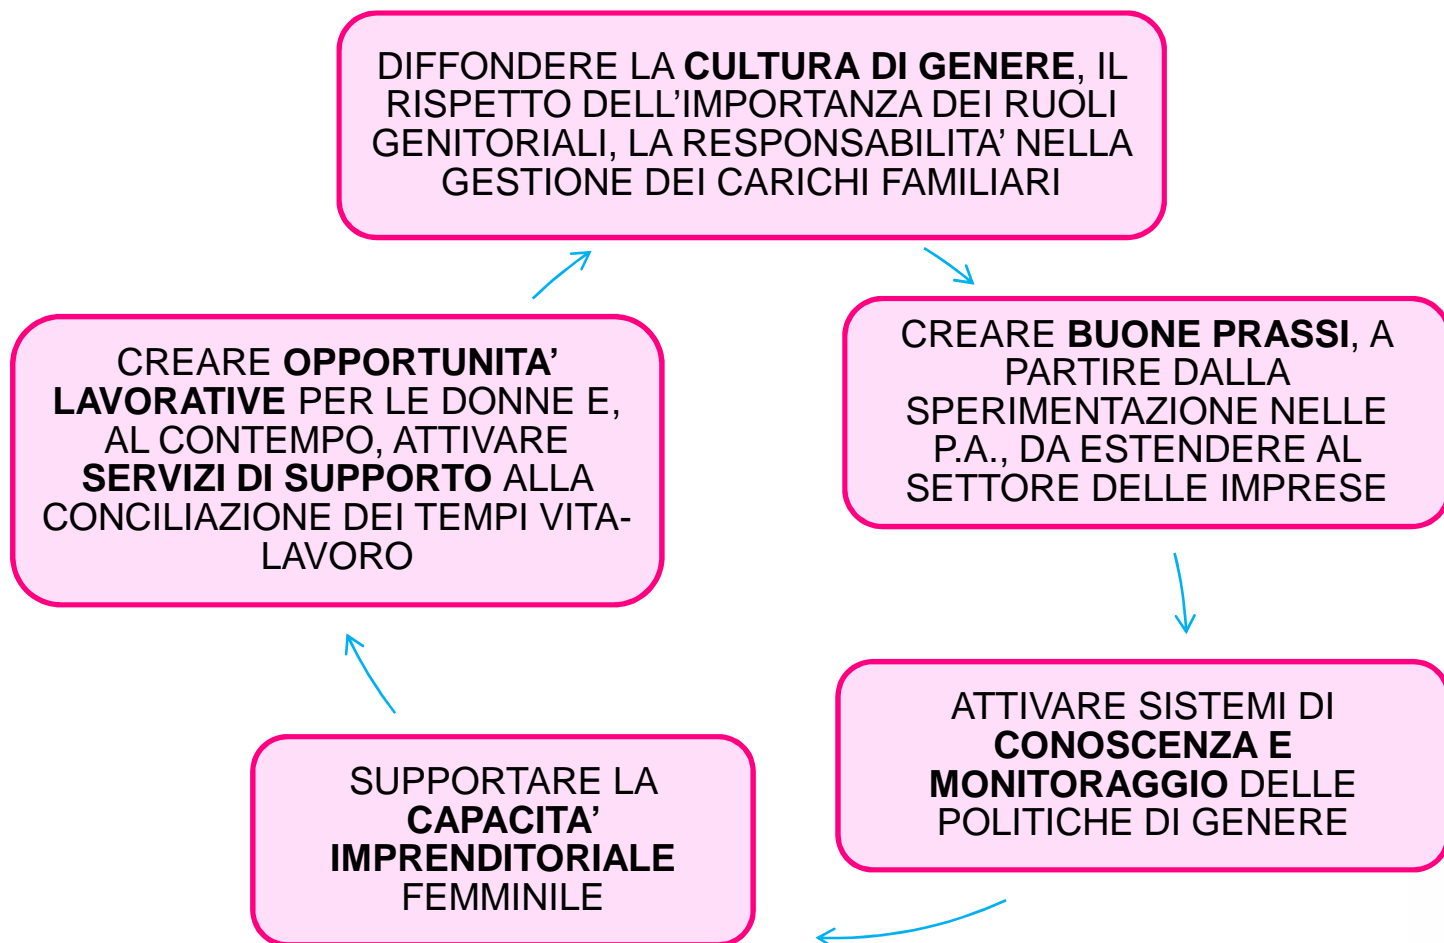 DIFFONDERE LA CULTURA DI GENERE, IL
RISPETTO DELL’IMPORTANZA DEI RUOLI
GENITORIALI, LA RESPONSABILITA’ NELLA
GESTIONE DEI CARICHI FAMILIARI
CREARE BUONE PRASSI, A
PARTIRE DALLA
SPERIMENTAZIONE NELLE
P.A., DA ESTENDERE AL
SETTORE DELLE IMPRESE
ATTIVARE SISTEMI DI
CONOSCENZA E
MONITORAGGIO DELLE
POLITICHE DI GENERE
SUPPORTARE LA
CAPACITA’
IMPRENDITORIALE
FEMMINILE
CREARE OPPORTUNITA’
LAVORATIVE PER LE DONNE E,
AL CONTEMPO, ATTIVARE
SERVIZI DI SUPPORTO ALLA
CONCILIAZIONE DEI TEMPI VITA-
LAVORO